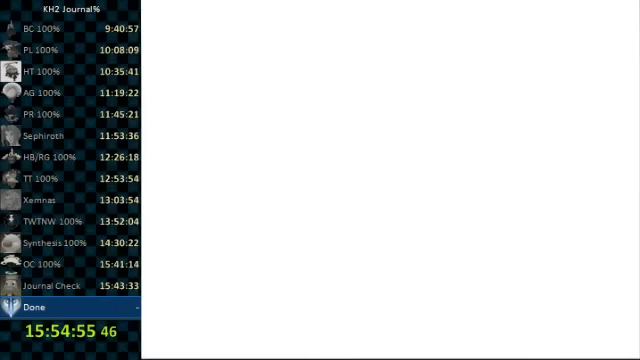 KH2 Journal%
BC 100% 9:40:57
PL 100% 10:08:09
HT 100% 10:35:41
AG 100% 11:19:22
PR 100% 11:45:21
Sephiroth 11:53:36
HB/RG 100% 12:26:18
TT 100% 12:53:54
Xemnas 13:03:54
TWTNW 100% 13:52:04
Synthesis 100% 14:30:22
OC 100% 15:41:14
Journal Check 15:43:33
Done -
15:54:55 46